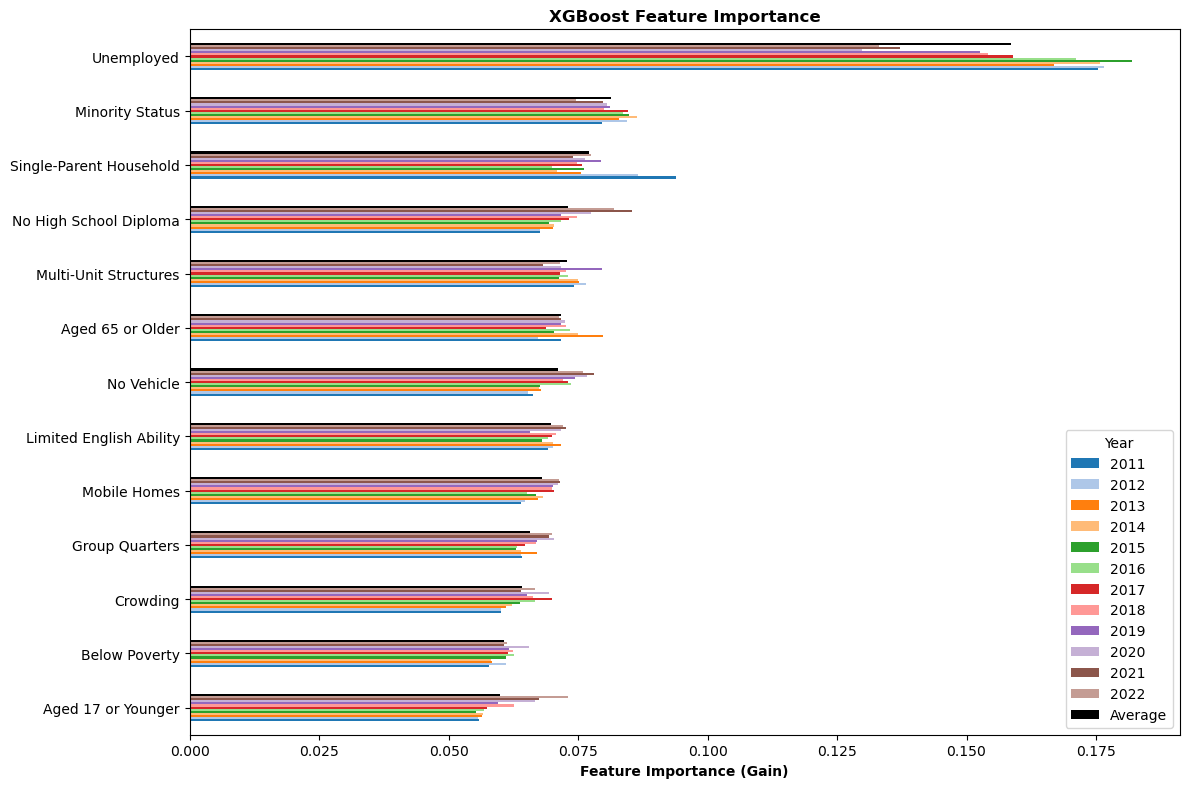 XGBoost Feature Importance
Unemployed
Minority Status
Single-Parent Household
No High School Diploma
Multi-Unit Structures
Aged 65 or Older
No Vehicle
Limited English Ability
Mobile Homes
Group Quarters
Crowding
Below Poverty
Aged 17 or Younger
Year
2011
2012
2013
2014
2015
2016
2017
2018
2019
2020
2021
2022
Average
0.000 0.025 0.050 0.075 0.100 0.125 0.150 0.175
Feature Importance (Gain)